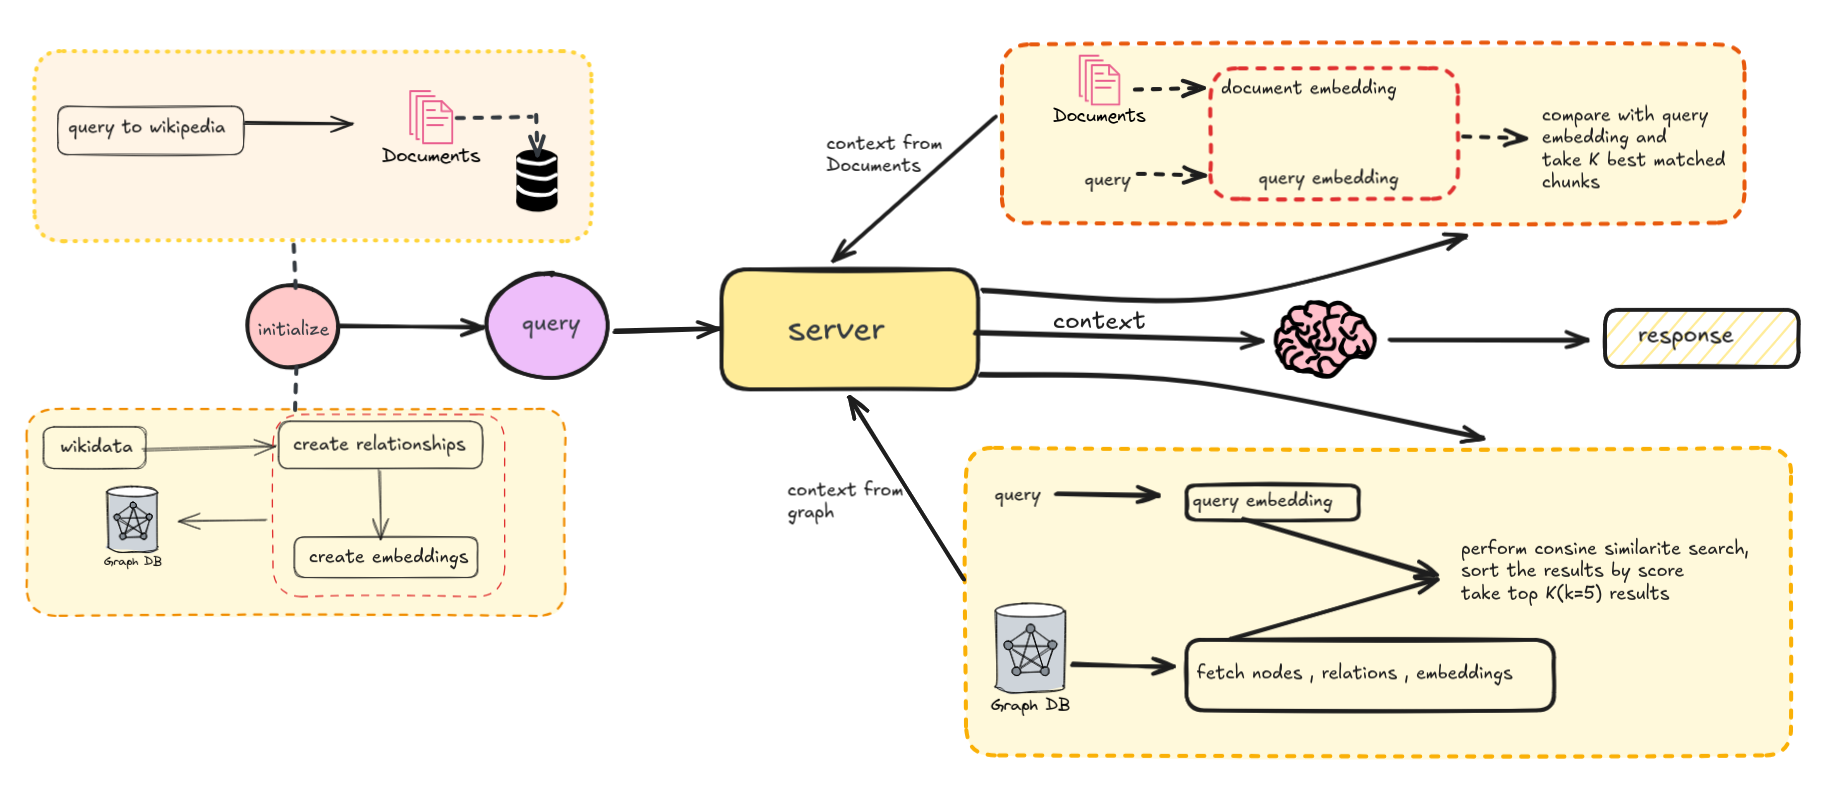 query to wikipedia
Documents
initialize
query
wikidata
create relationships
create embeddings
Graph DB
server
context from
Documents
context
response
context from
graph
Documents
document embedding
query
query embedding
compare with query
embedding and
take K best matched
chunks
query
query embedding
perform consine similarite search,
sort the results by score
take top K(k=5) results
Graph DB
fetch nodes , relations , embeddings